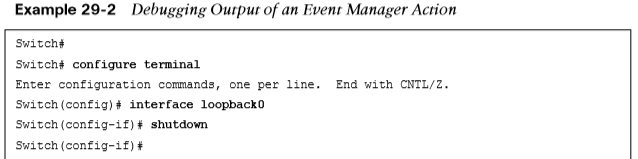 Example 29-2 Debugging Output of an Event Manager Action
Switch#
Switch# configure terminal
Enter configuration commands, one per line. End with CNTL/Z.
Switch(config)# interface loopback0
Switch(config-if)# shutdown
Switch(config-if)#